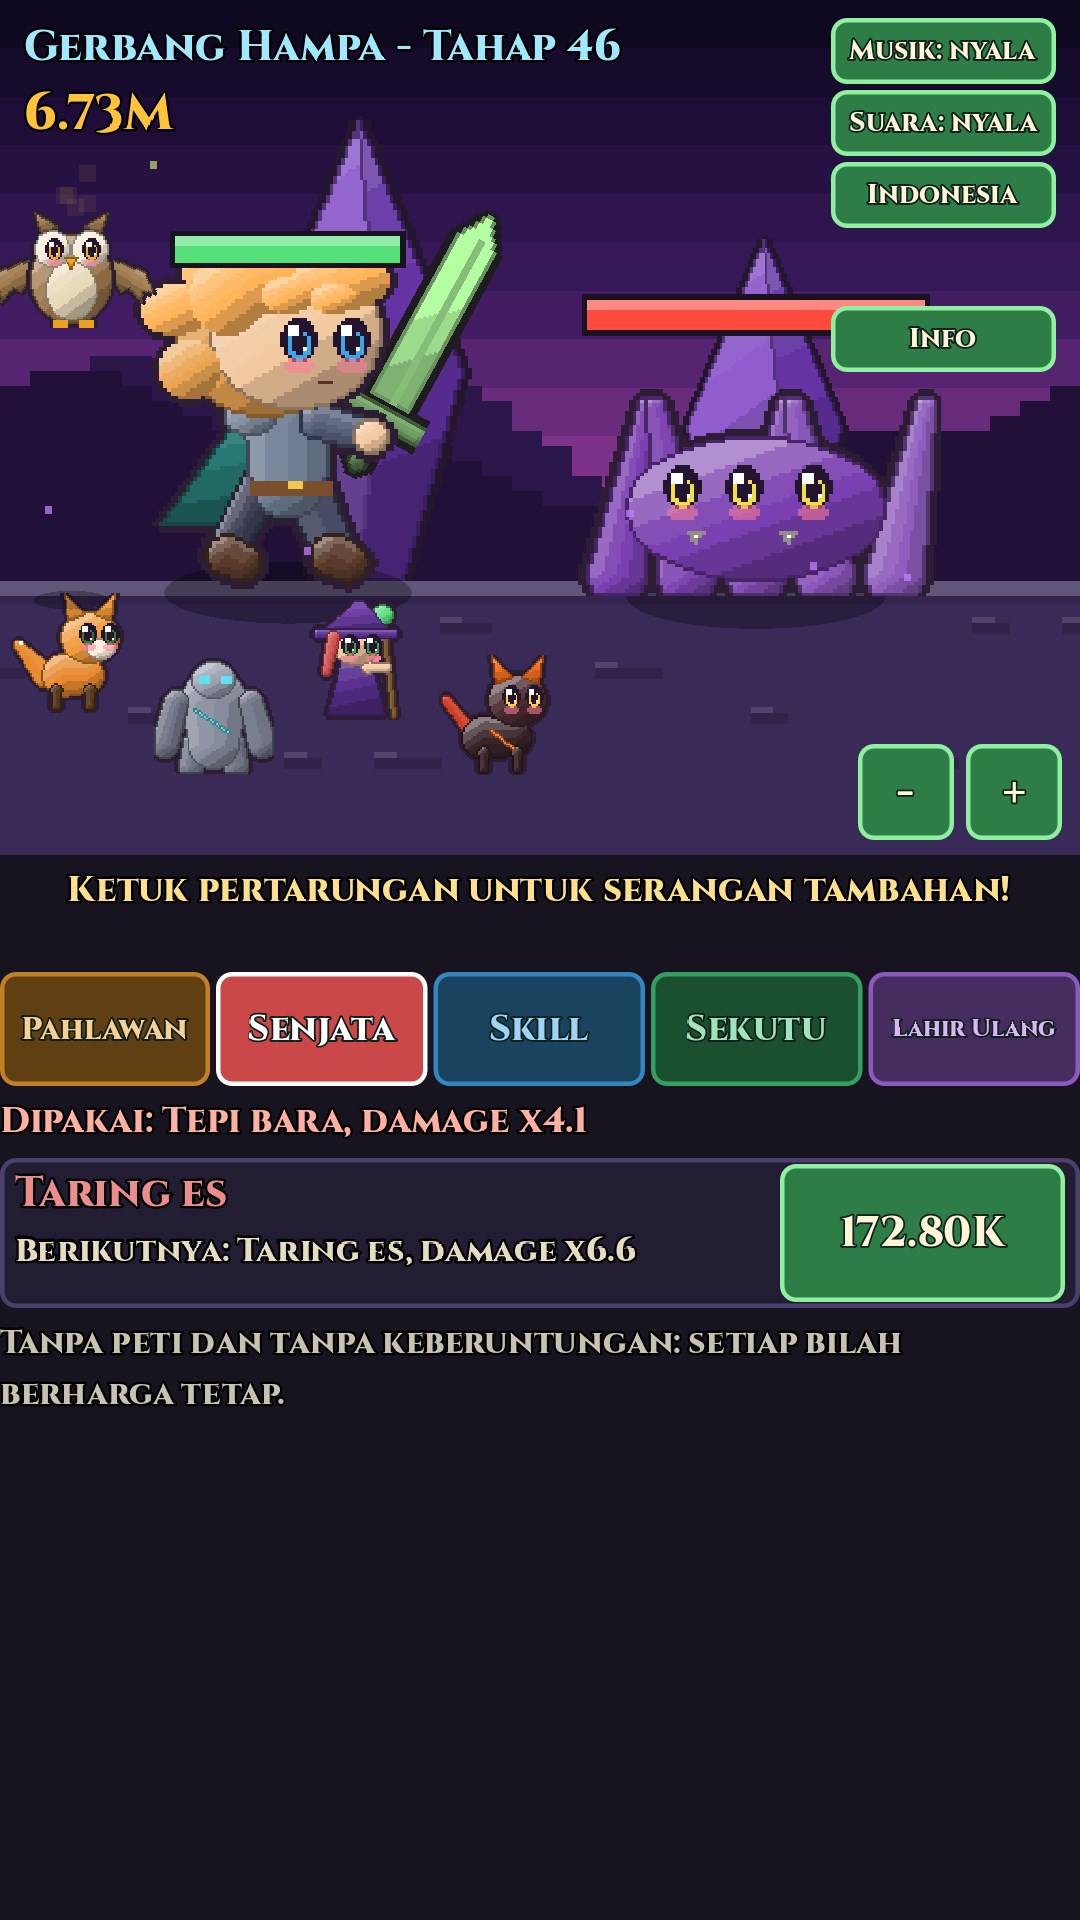 Gerbang Hampa - Tahap 46
6.73M
Musik: nyala
Suara: nyala
Indonesia
Info
-
+
Ketuk pertarungan untuk serangan tambahan!
Pahlawan
Senjata
Skill
Sekutu
Lahir Ulang
Dipakai: Tepi bara, damage x4.1
Taring es
Berikutnya: Taring es, damage x6.6
172.80K
Tanpa peti dan tanpa keberuntungan: setiap bilah
berharga tetap.